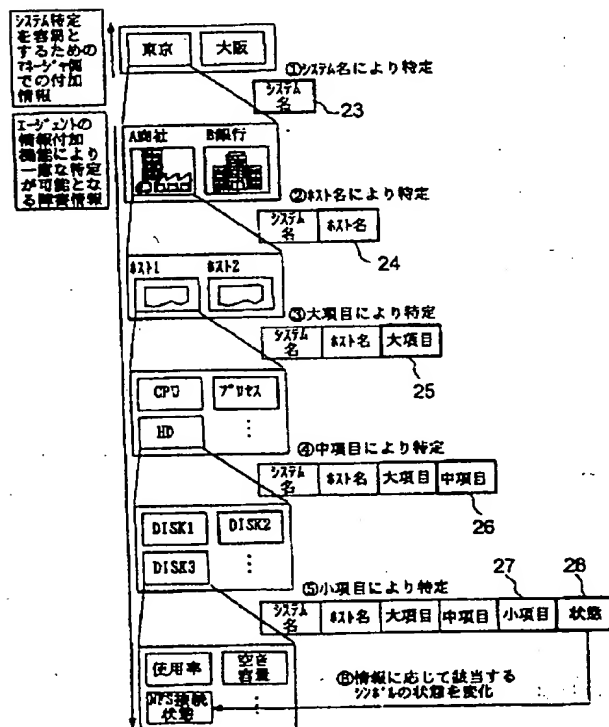 システム特定
を容易と
するための
マネージャ側
での付加
情報
東京
大阪
①システム名により特定
システム
名
23
エージェントの
情報付加
機能により
一意な特定
が可能とな
る障害情報
A商社
B銀行
②ホスト名により特定
システム
名
ホスト名
24
ホスト1
ホスト2
③大項目により特定
システム
名
ホスト名
大項目
25
CPU
プロセス
HD
⋮
④中項目により特定
システム
名
ホスト名
大項目
中項目
26
DISK1
DISK2
DISK3
⋮
27
28
⑤小項目により特定
システム
名
ホスト名
大項目
中項目
小項目
状態
使用率
空き
容量
NFS接続
状態
⋮
⑥情報に応じて該当する
シンボルの状態を変化